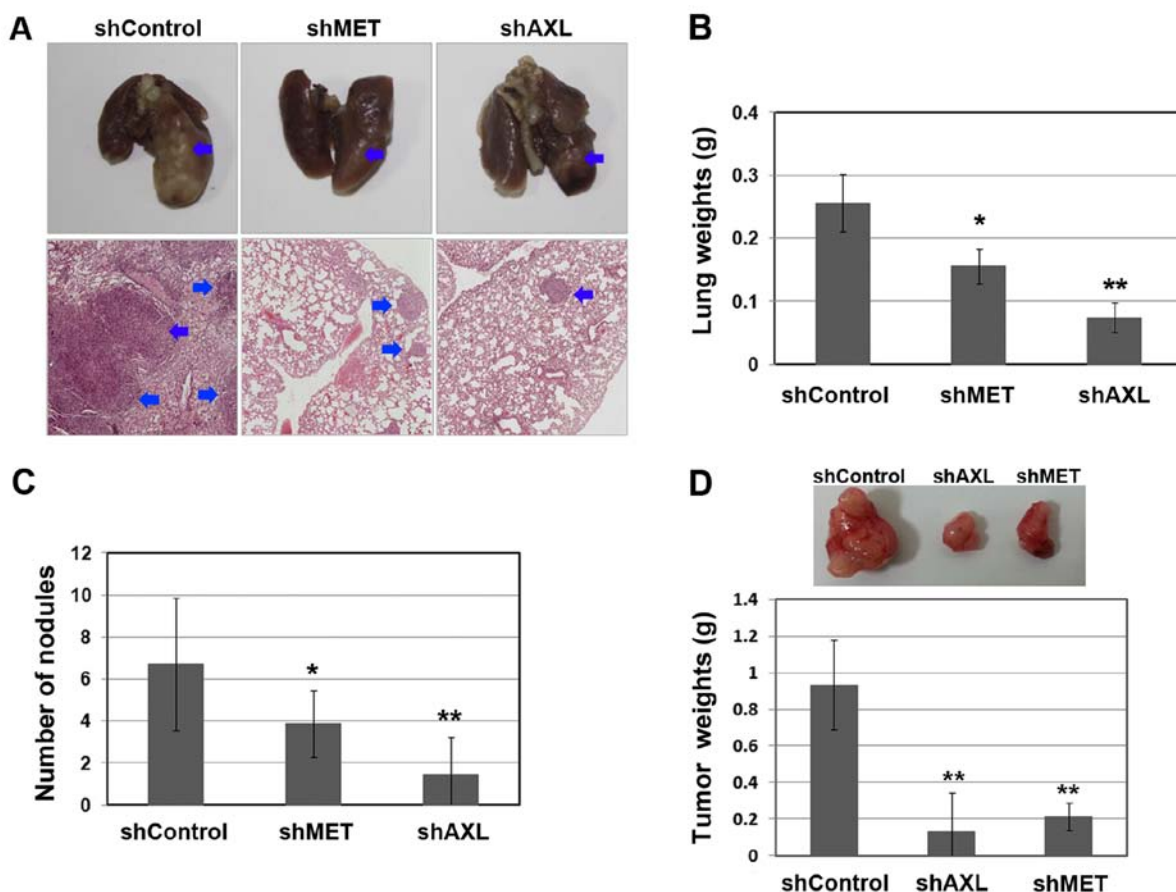 A
shControl shMET shAXL
B
Lung weights (g)
0.4
0.3
0.2
0.1
0
*
**
shControl shMET shAXL
C
Number of nodules
12
10
8
6
4
2
0
*
**
shControl shMET shAXL
D
shControl shAXL shMET
Tumor weights (g)
1.4
1.2
1
0.8
0.6
0.4
0.2
0
**
**
shControl shAXL shMET